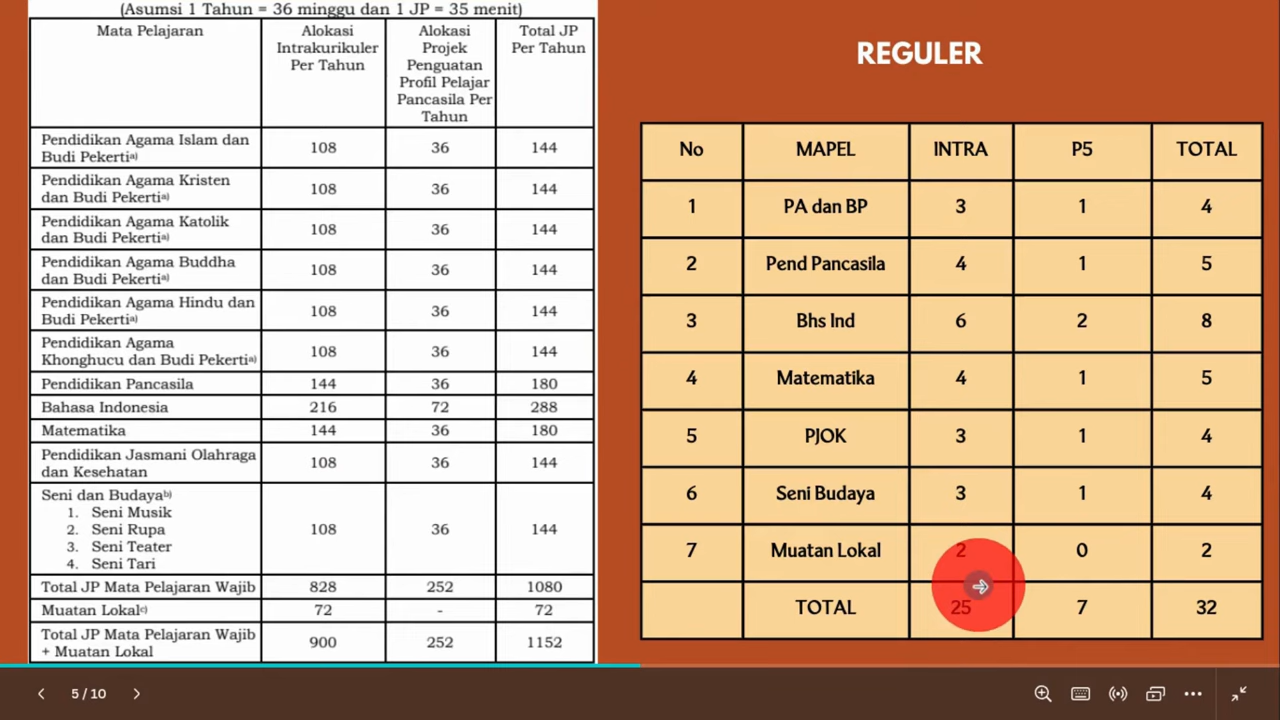 (Asumsi 1 Tahun = 36 minggu dan 1 JP = 35 menit)
Mata Pelajaran
Alokasi
Intrakurikuler
Per Tahun
Alokasi
Projek
Penguatan
Profil Pelajar
Pancasila Per
Tahun
Total JP
Per Tahun
Pendidikan Agama Islam dan
Budi Pekertiᵃ⁾
108 36 144
Pendidikan Agama Kristen
dan Budi Pekertiᵃ⁾
108 36 144
Pendidikan Agama Katolik
dan Budi Pekertiᵃ⁾
108 36 144
Pendidikan Agama Buddha
dan Budi Pekertiᵃ⁾
108 36 144
Pendidikan Agama Hindu dan
Budi Pekertiᵃ⁾
108 36 144
Pendidikan Agama
Khonghucu dan Budi Pekertiᵃ⁾
108 36 144
Pendidikan Pancasila 144 36 180
Bahasa Indonesia 216 72 288
Matematika 144 36 180
Pendidikan Jasmani Olahraga
dan Kesehatan
108 36 144
Seni dan Budayaᵇ⁾
1. Seni Musik
2. Seni Rupa
3. Seni Teater
4. Seni Tari
108 36 144
Total JP Mata Pelajaran Wajib 828 252 1080
Muatan Lokalᶜ⁾ 72 - 72
Total JP Mata Pelajaran Wajib
+ Muatan Lokal
900 252 1152
REGULER
No MAPEL INTRA P5 TOTAL
1 PA dan BP 3 1 4
2 Pend Pancasila 4 1 5
3 Bhs Ind 6 2 8
4 Matematika 4 1 5
5 PJOK 3 1 4
6 Seni Budaya 3 1 4
7 Muatan Lokal 2 0 2
TOTAL 25 7 32
5 / 10